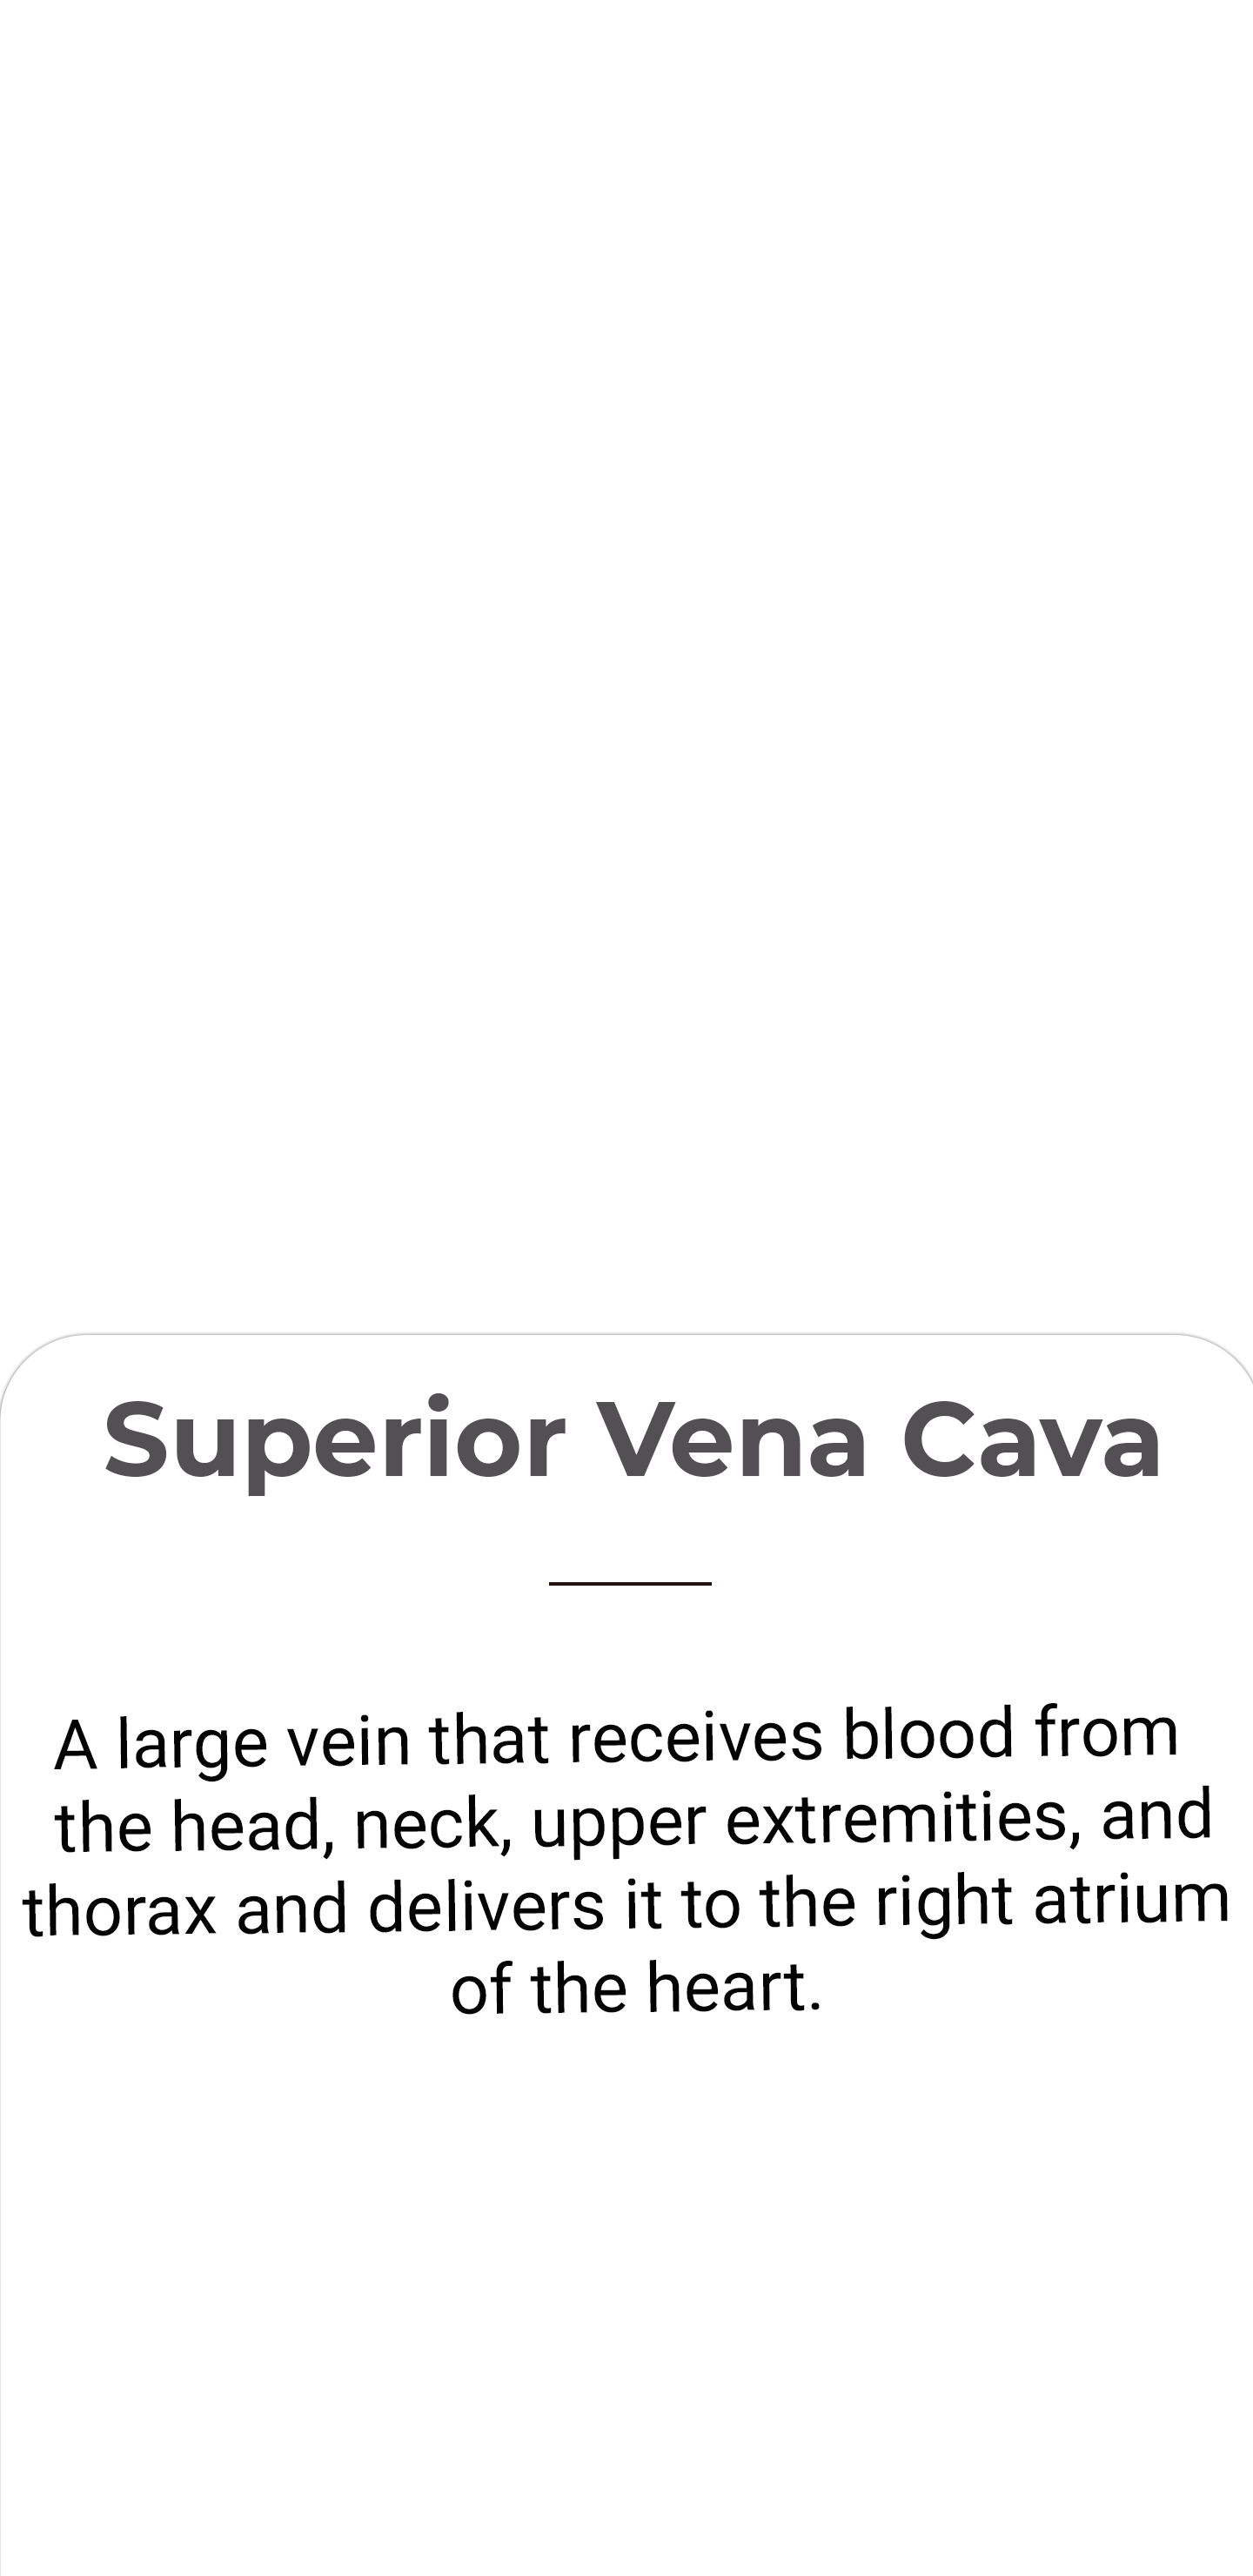 Superior Vena Cava
A large vein that receives blood from
the head, neck, upper extremities, and
thorax and delivers it to the right atrium
of the heart.